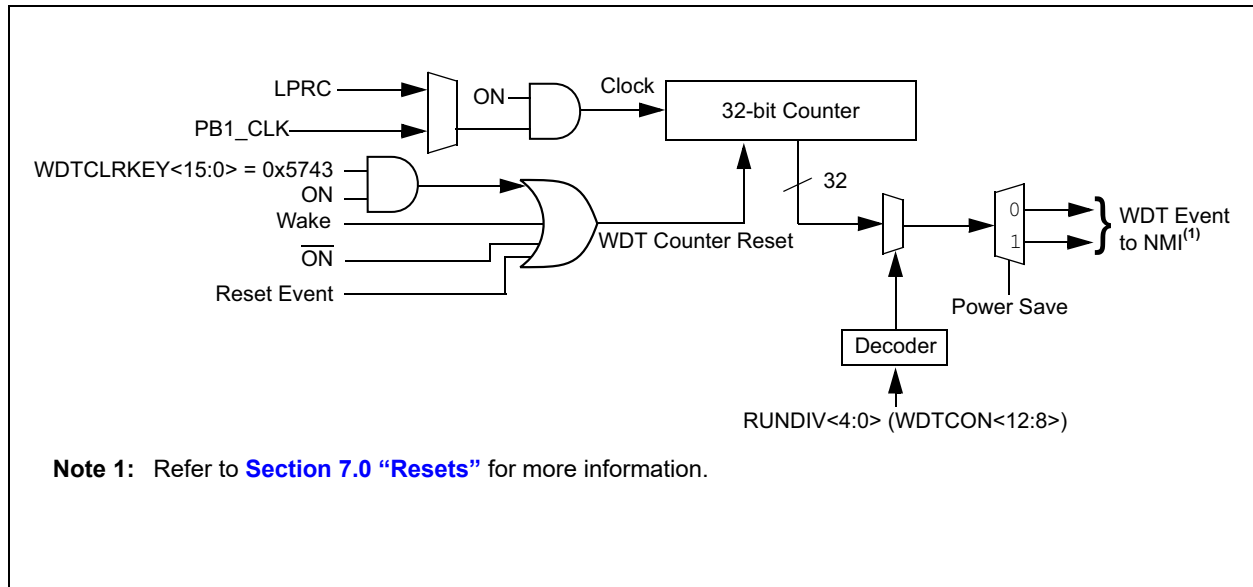 LPRC
ON
Clock
32-bit Counter
PB1_CLK
WDTCLRKEY<15:0> = 0x5743
ON
32
Wake
WDT Counter Reset
0
1
WDT Event
to NMI(1)
ON
Reset Event
Power Save
Decoder
RUNDIV<4:0> (WDTCON<12:8>)
Note 1: Refer to Section 7.0 “Resets” for more information.